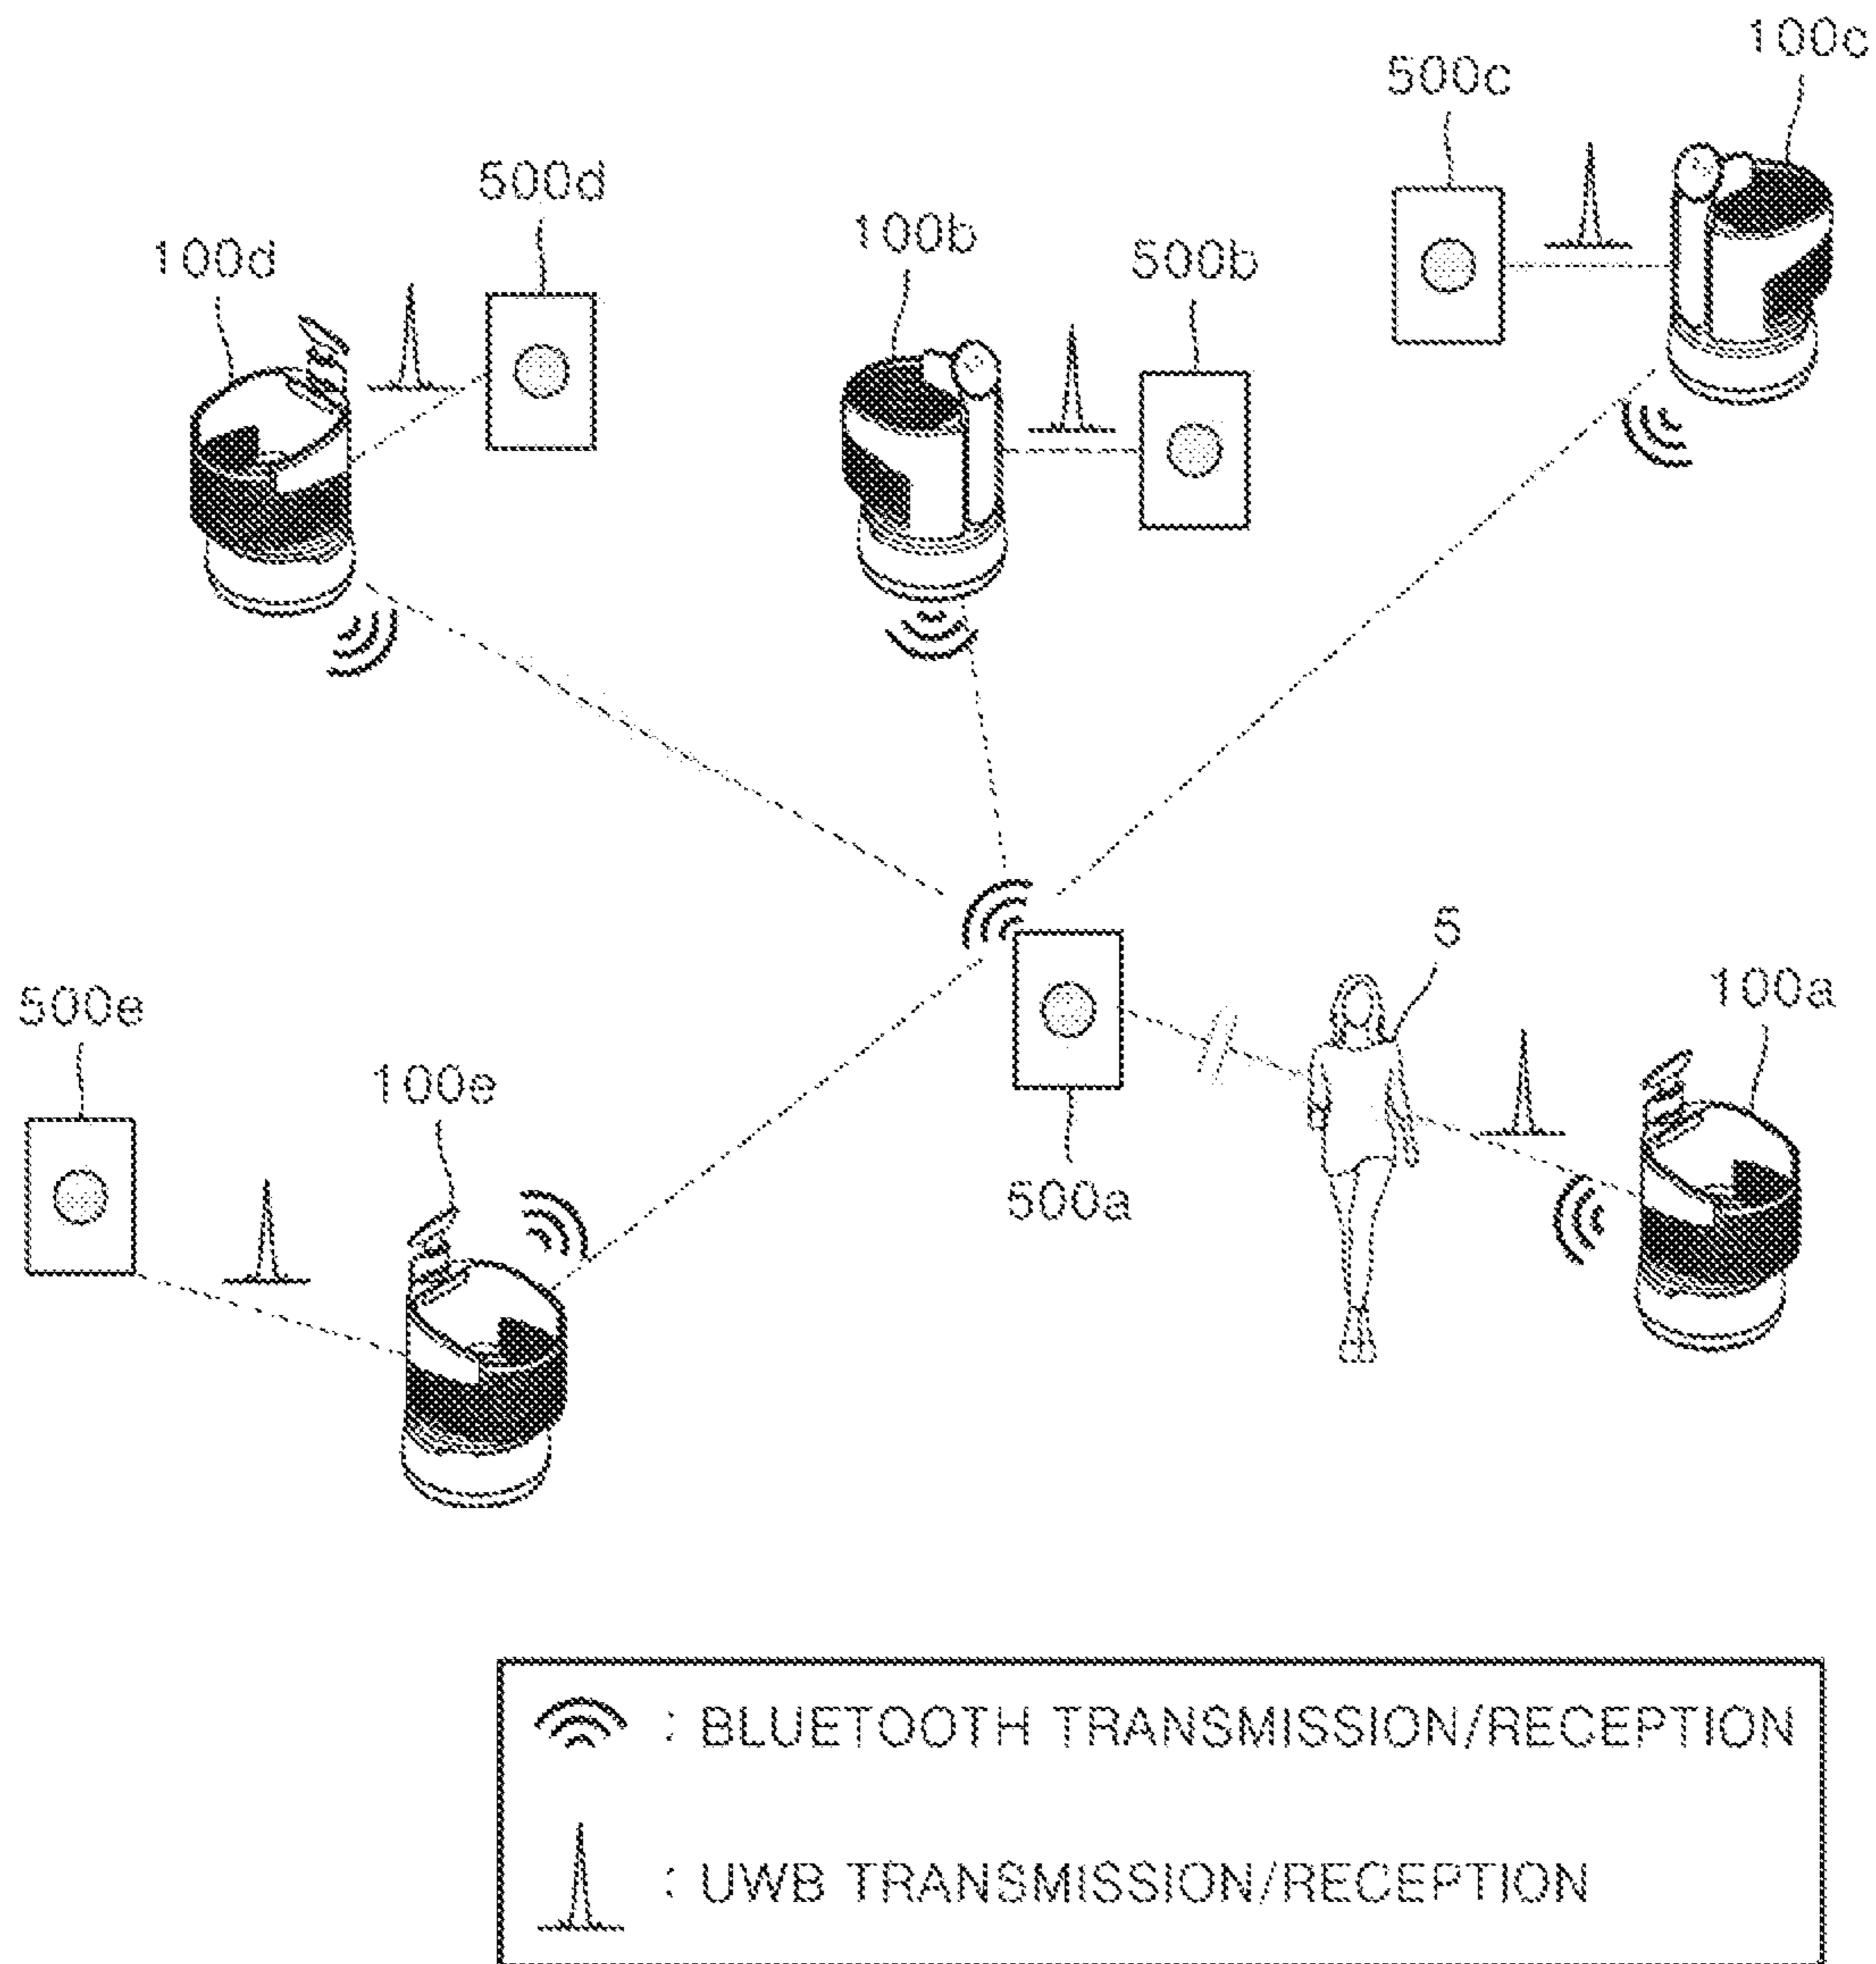 100c
500c
500d
100b
500b
100d
5
500e
100a
100e
500a
: BLUETOOTH TRANSMISSION/RECEPTION
: UWB TRANSMISSION/RECEPTION